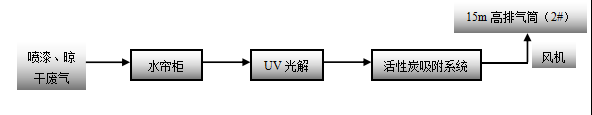 15m 高排气筒（2#）
喷漆、晾
干废气
水帘柜
UV 光解
活性炭吸附系统
风机